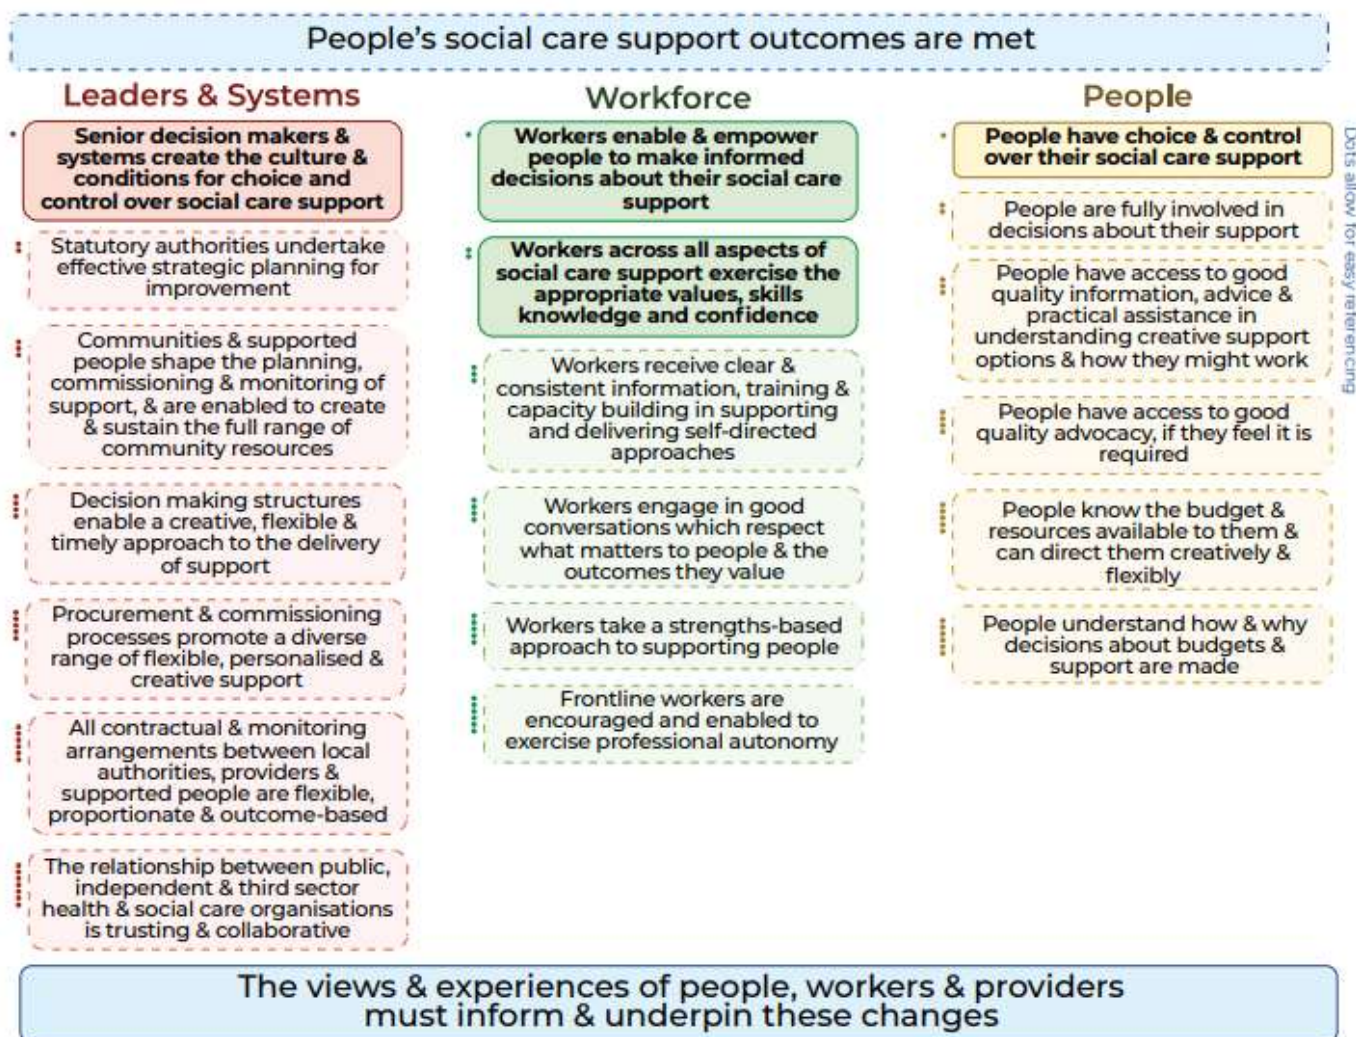 People's social care support outcomes are met
Leaders & Systems
Senior decision makers &
systems create the culture &
conditions for choice and
control over social care support
Statutory authorities undertake
effective strategic planning for
improvement
Communities & supported
people shape the planning,
commissioning & monitoring of
support, & are enabled to create
& sustain the full range of
community resources
Decision making structures
enable a creative, flexible &
timely approach to the delivery
of support
Procurement & commissioning
processes promote a diverse
range of flexible, personalised &
creative support
All contractual & monitoring
arrangements between local
authorities, providers &
supported people are flexible,
proportionate & outcome-based
The relationship between public,
independent & third sector
health & social care organisations
is trusting & collaborative
Workforce
Workers enable & empower
people to make informed
decisions about their social care
support
Workers across all aspects of
social care support exercise the
appropriate values, skills
knowledge and confidence
Workers receive clear &
consistent information, training &
capacity building in supporting
and delivering self-directed
approaches
Workers engage in good
conversations which respect
what matters to people & the
outcomes they value
Workers take a strengths-based
approach to supporting people
Frontline workers are
encouraged and enabled to
exercise professional autonomy
People
People have choice & control
over their social care support
People are fully involved in
decisions about their support
People have access to good
quality information, advice &
practical assistance in
understanding creative support
options & how they might work
People have access to good
quality advocacy, if they feel it is
required
People know the budget &
resources available to them &
can direct them creatively &
flexibly
People understand how & why
decisions about budgets &
support are made
Dots allow for easy referencing
The views & experiences of people, workers & providers
must inform & underpin these changes